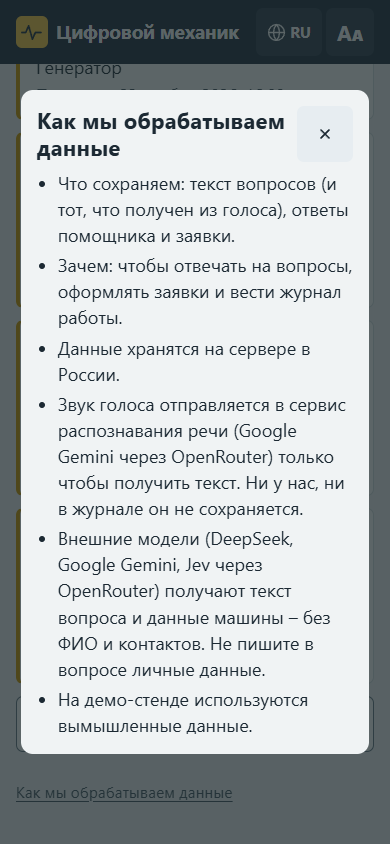 Цифровой механик
RU
Aa
Генератор
Как мы обрабатываем
данные
×
• Что сохраняем: текст вопросов (и
тот, что получен из голоса), ответы
помощника и заявки.
• Зачем: чтобы отвечать на вопросы,
оформлять заявки и вести журнал
работы.
• Данные хранятся на сервере в
России.
• Звук голоса отправляется в сервис
распознавания речи (Google
Gemini через OpenRouter) только
чтобы получить текст. Ни у нас, ни
в журнале он не сохраняется.
• Внешние модели (DeepSeek,
Google Gemini, Jev через
OpenRouter) получают текст
вопроса и данные машины – без
ФИО и контактов. Не пишите в
вопросе личные данные.
• На демо-стенде используются
вымышленные данные.
Как мы обрабатываем данные